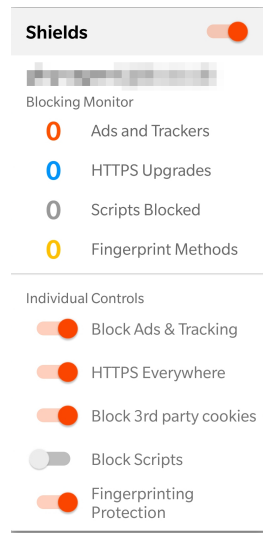 Shields
Blocking Monitor
0 Ads and Trackers
0 HTTPS Upgrades
0 Scripts Blocked
0 Fingerprint Methods
Individual Controls
Block Ads & Tracking
HTTPS Everywhere
Block 3rd party cookies
Block Scripts
Fingerprinting
Protection